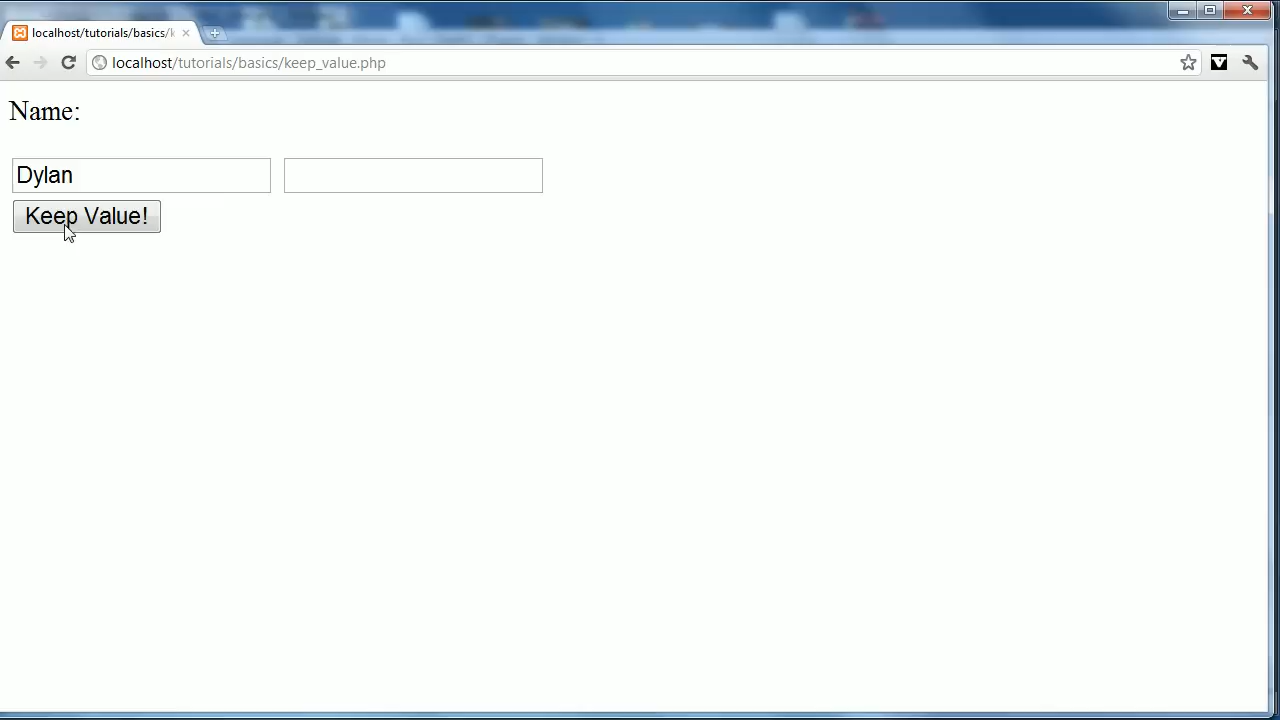 localhost/tutorials/basics/k
localhost/tutorials/basics/keep_value.php
Name:
Dylan
Keep Value!